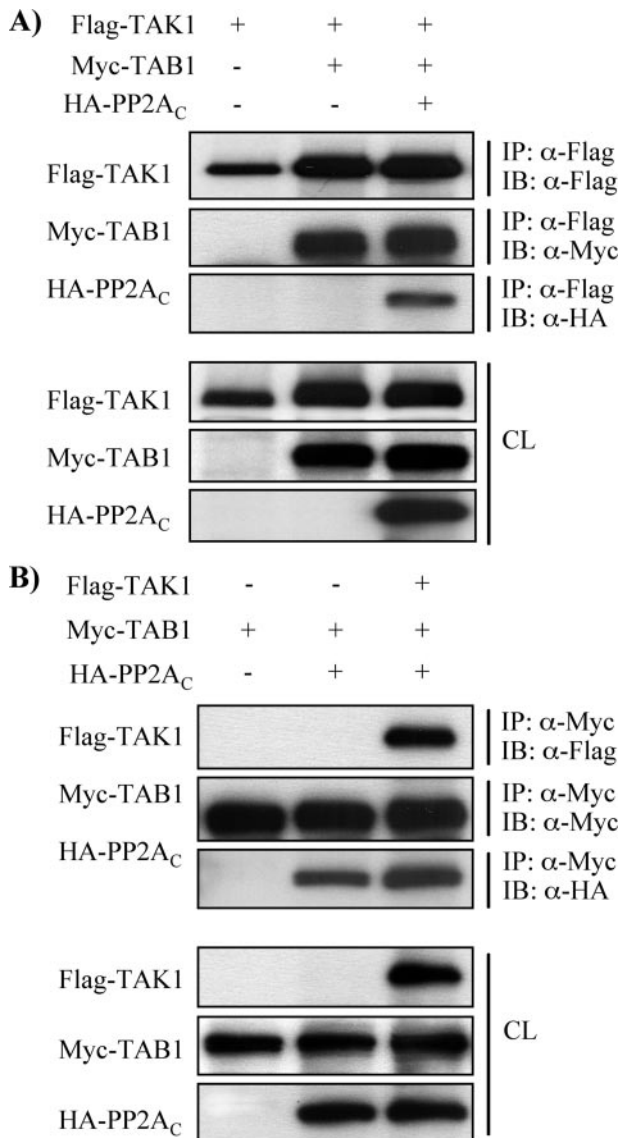 A)
Flag-TAK1 + + +
Myc-TAB1 - + +
HA-PP2AC - - +
Flag-TAK1 IP: α-Flag
IB: α-Flag
Myc-TAB1 IP: α-Flag
IB: α-Myc
HA-PP2AC IP: α-Flag
IB: α-HA
Flag-TAK1
Myc-TAB1 CL
HA-PP2AC
B)
Flag-TAK1 - - +
Myc-TAB1 + + +
HA-PP2AC - + +
Flag-TAK1 IP: α-Myc
IB: α-Flag
Myc-TAB1 IP: α-Myc
IB: α-Myc
HA-PP2AC IP: α-Myc
IB: α-HA
Flag-TAK1
Myc-TAB1 CL
HA-PP2AC